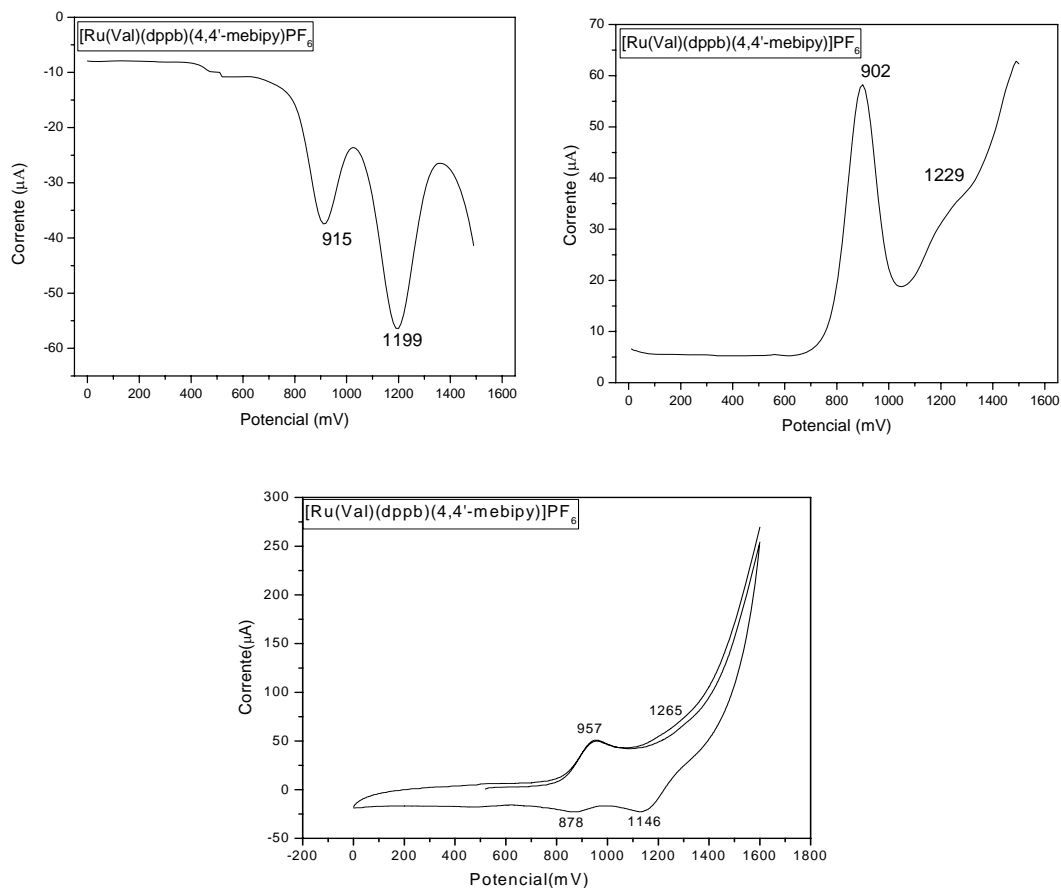 [Ru(Val)(dppb)(4,4'-mebipy)PF6
0
-10
-20
-30
-40
-50
-60
Corrente (µA)
915
1199
0 200 400 600 800 1000 1200 1400 1600
Potencial (mV)
[Ru(Val)(dppb)(4,4'-mebipy)]PF6
70
60
50
40
30
20
10
0
Corrente (µA)
902
1229
0 200 400 600 800 1000 1200 1400 1600
Potencial (mV)
[Ru(Val)(dppb)(4,4'-mebipy)]PF6
300
250
200
150
100
50
0
-50
Corrente(µA)
957
1265
878
1146
-200 0 200 400 600 800 1000 1200 1400 1600 1800
Potencial(mV)